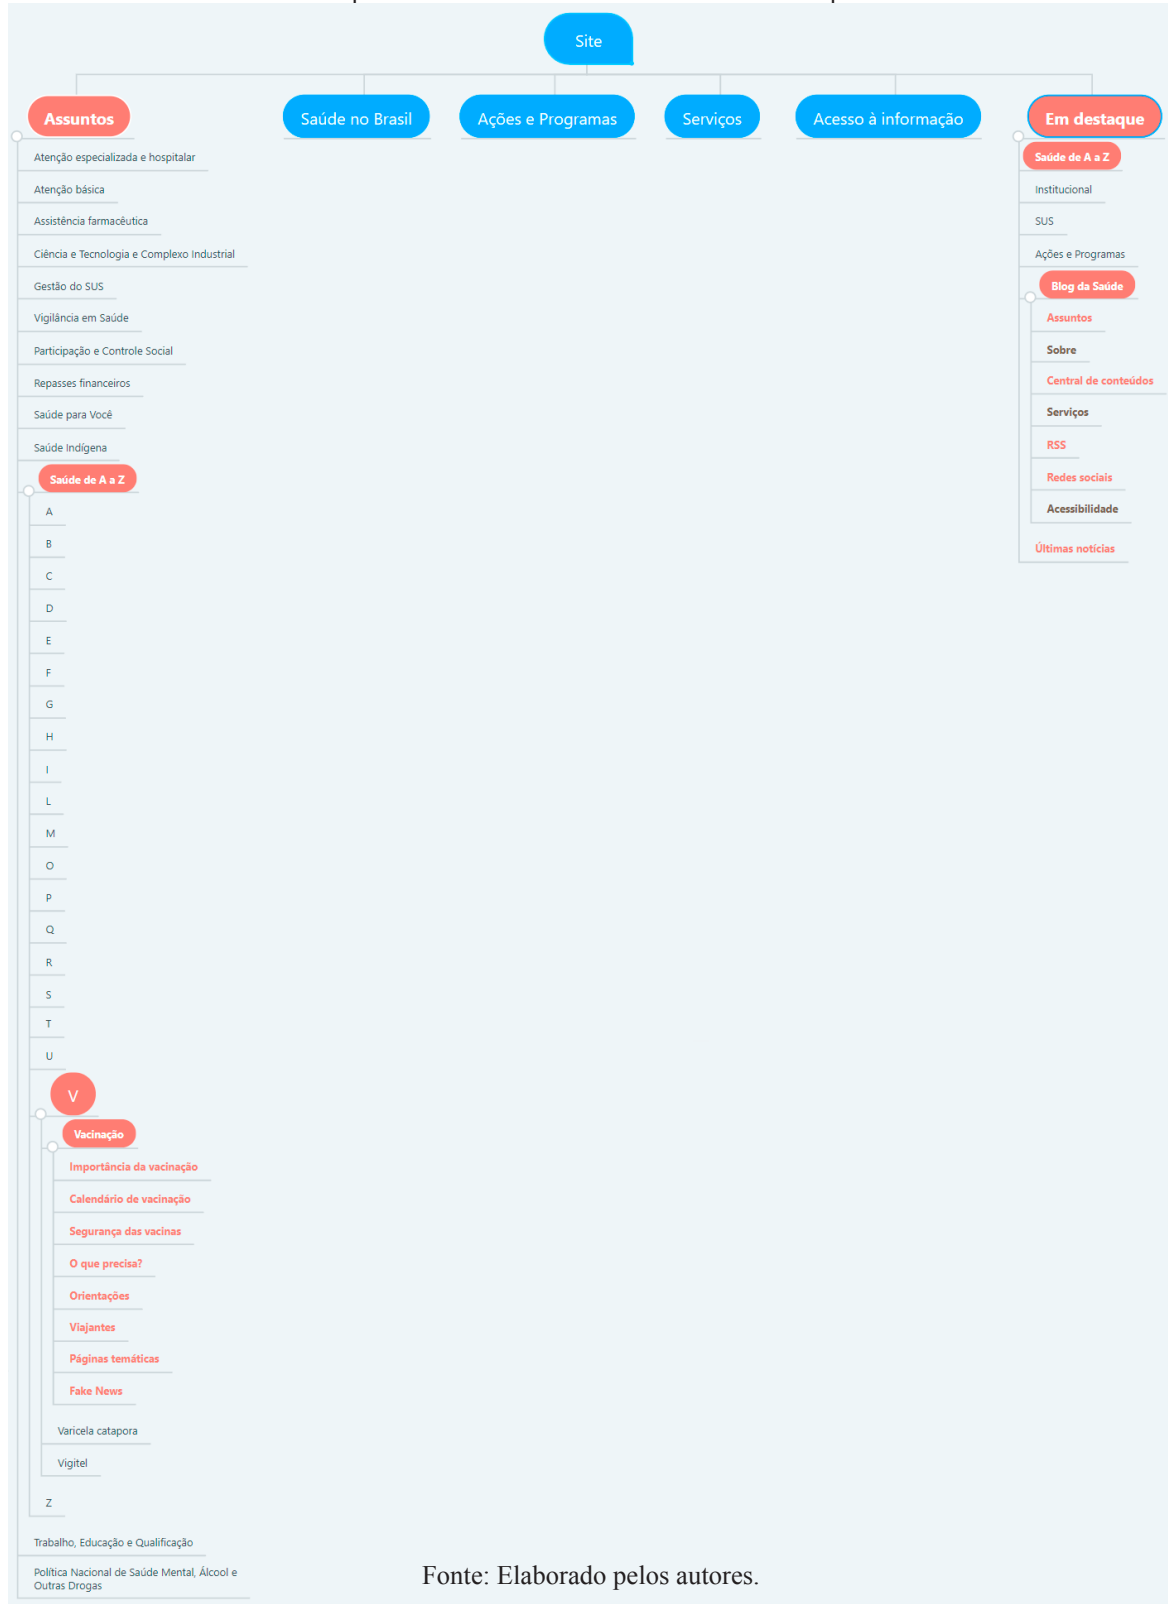 Site
Assuntos
Saúde no Brasil
Ações e Programas
Serviços
Acesso à informação
Em destaque
Atenção especializada e hospitalar
Atenção básica
Assistência farmacêutica
Ciência e Tecnologia e Complexo Industrial
Gestão do SUS
Vigilância em Saúde
Participação e Controle Social
Repasses financeiros
Saúde para Você
Saúde Indígena
Saúde de A a Z
A
B
C
D
E
F
G
H
I
L
M
O
P
Q
R
S
T
U
V
Vacinação
Importância da vacinação
Calendário de vacinação
Segurança das vacinas
O que precisa?
Orientações
Viajantes
Páginas temáticas
Fake News
Varicela catapora
Vigitel
Z
Trabalho, Educação e Qualificação
Política Nacional de Saúde Mental, Álcool e
Outras Drogas
Saúde de A a Z
Institucional
SUS
Ações e Programas
Blog da Saúde
Assuntos
Sobre
Central de conteúdos
Serviços
RSS
Redes sociais
Acessibilidade
Últimas notícias
Fonte: Elaborado pelos autores.